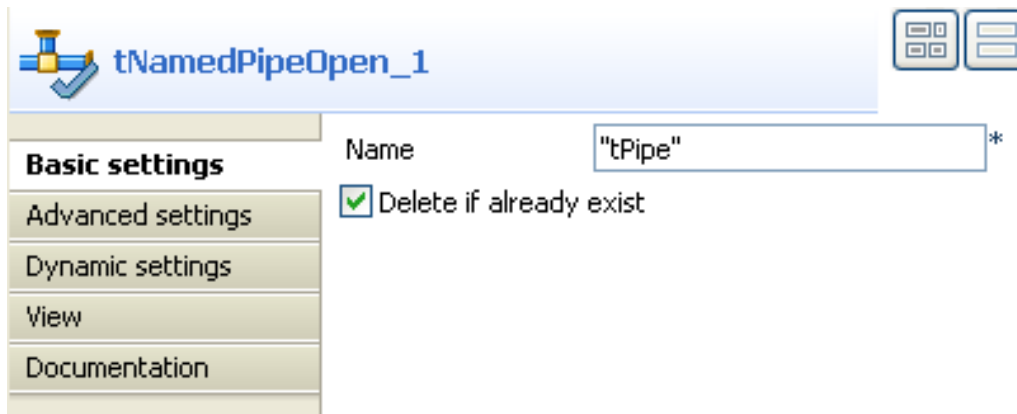 tNamedPipeOpen_1
Basic settings
Name "tPipe" *
Advanced settings
Delete if already exist
Dynamic settings
View
Documentation